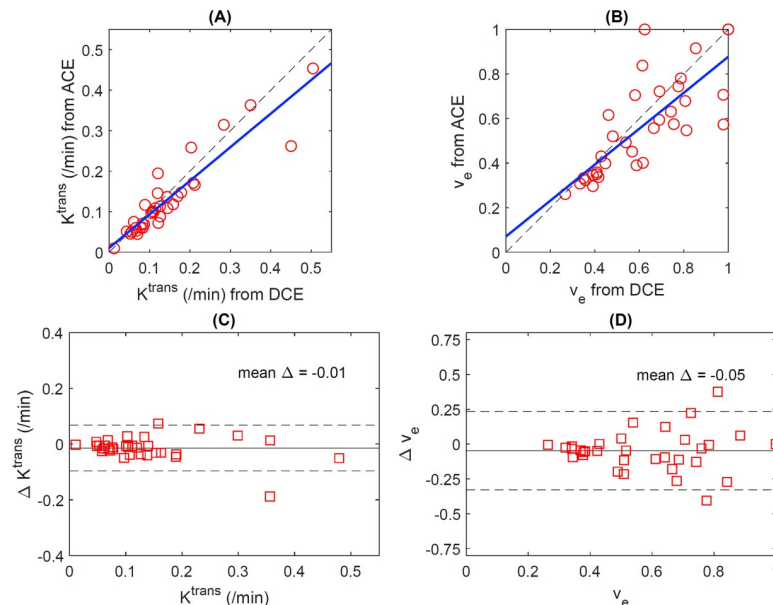 (A)
0.5
0.4
0.3
0.2
0.1
0
K^trans (/min) from ACE
0 0.1 0.2 0.3 0.4 0.5
K^trans (/min) from DCE
(B)
1
0.8
0.6
0.4
0.2
0
v_e from ACE
0 0.2 0.4 0.6 0.8 1
v_e from DCE
(C)
0.4
0.2
0
-0.2
-0.4
Δ K^trans (/min)
mean Δ = -0.01
0 0.1 0.2 0.3 0.4 0.5
K^trans (/min)
(D)
0.75
0.5
0.25
0
-0.25
-0.5
-0.75
Δ v_e
mean Δ = -0.05
0 0.2 0.4 0.6 0.8
v_e